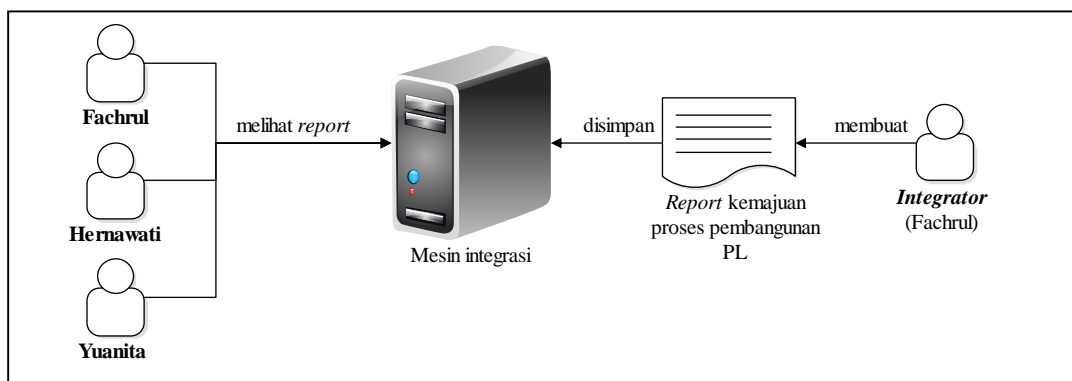 Fachrul
Hernawati
Yuanita
melihat report
Mesin integrasi
disimpan
Report kemajuan
proses pembangunan
PL
membuat
Integrator
(Fachrul)